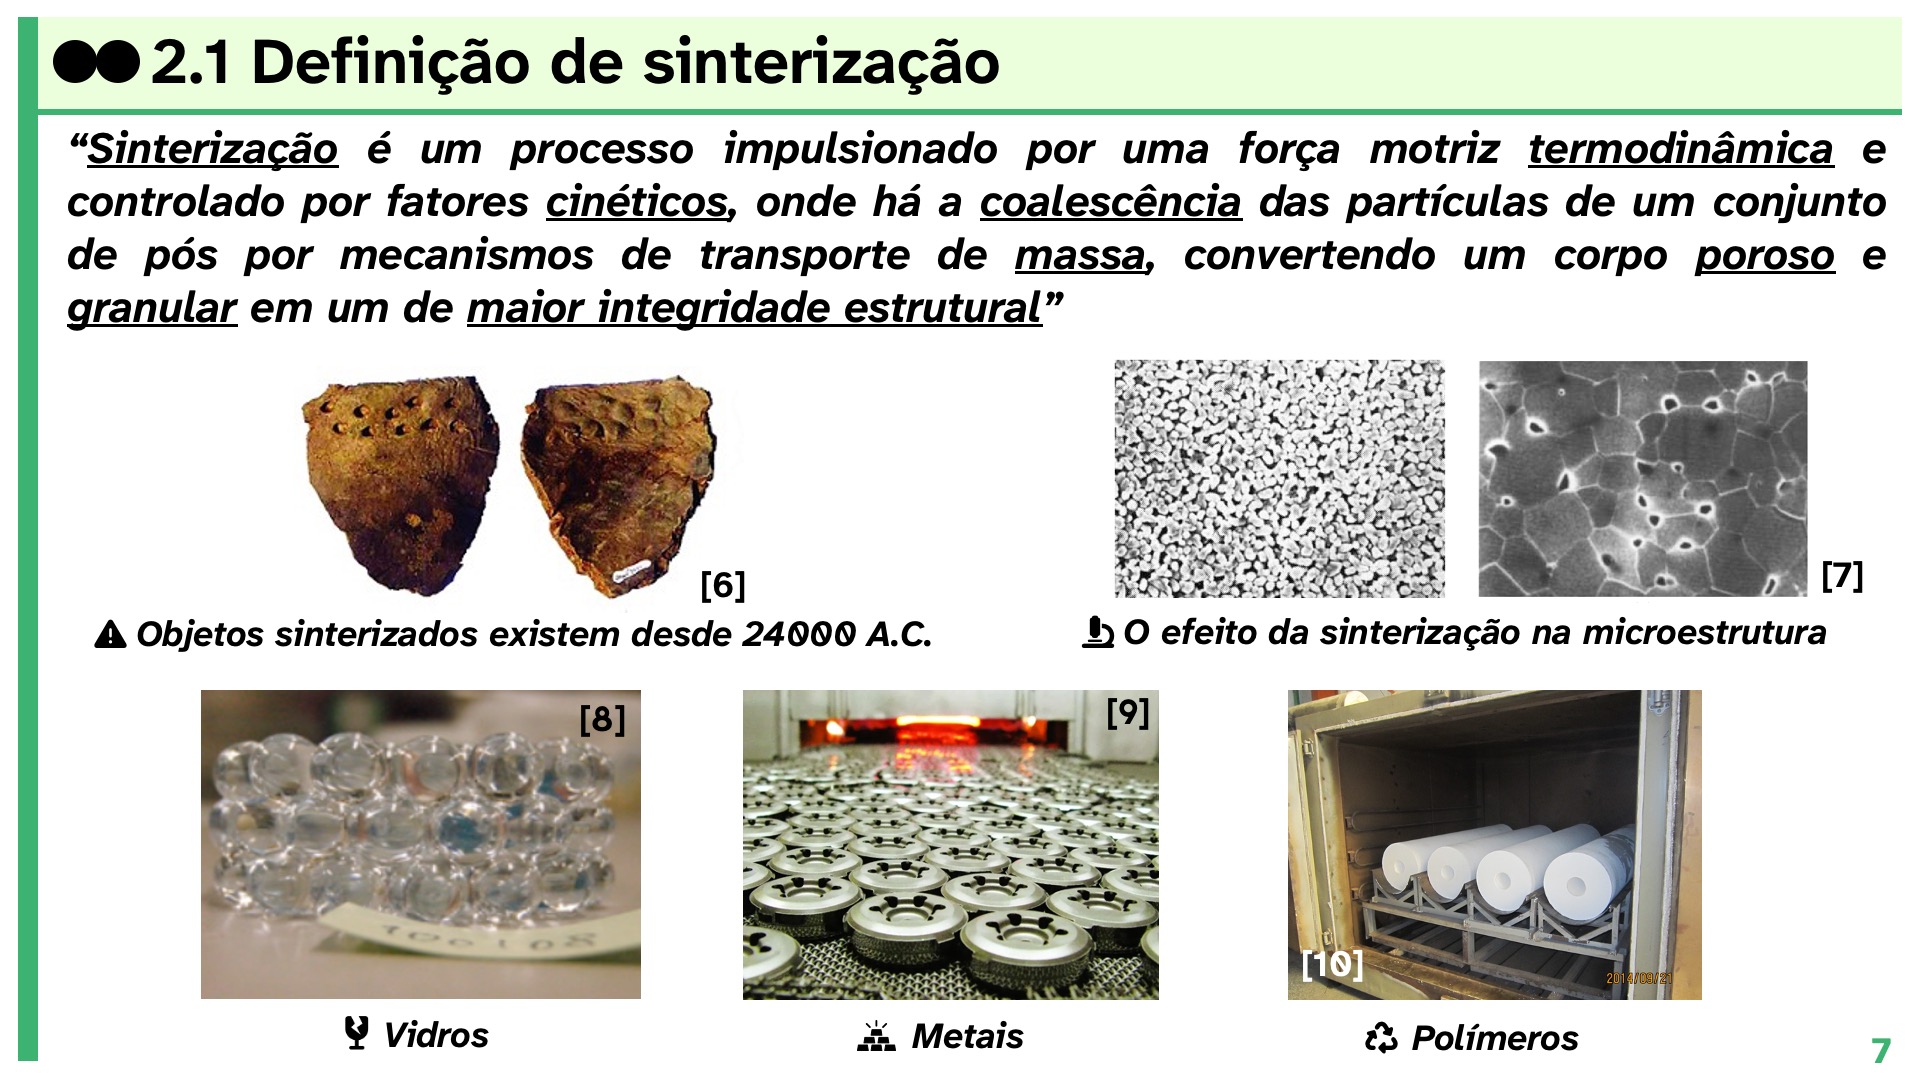 2.1 Definição de sinterização
“Sinterização é um processo impulsionado por uma força motriz termodinâmica e
controlado por fatores cinéticos, onde há a coalescência das partículas de um conjunto
de pós por mecanismos de transporte de massa, convertendo um corpo poroso e
granular em um de maior integridade estrutural”
[6]
[7]
Objetos sinterizados existem desde 24000 A.C.
O efeito da sinterização na microestrutura
[8]
[9]
[10]
2014/09/21
Vidros
Metais
Polímeros
7